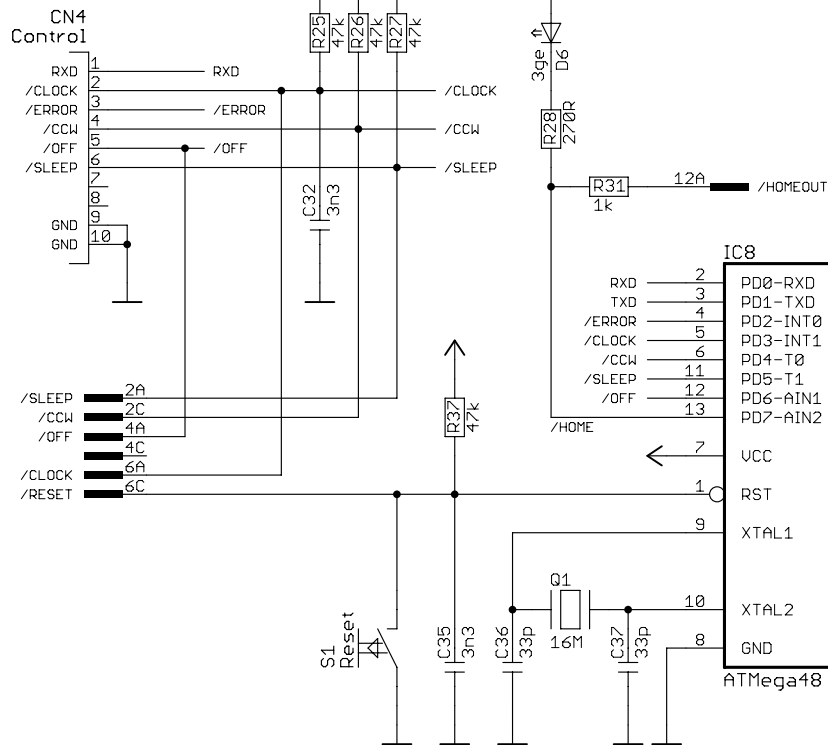 CN4
Control
R25
47k
R26
47k
R27
47k
3ge
D6
R28
270R
RXD 1 RXD
/CLOCK 2 /CLOCK
/ERROR 3 /ERROR
/CCW 4 /CCW
/OFF 5 /OFF
/SLEEP 6 /SLEEP
7
8
GND 9
GND 10
C32
3n3
R31
1k
12A /HOMEOUT
IC8
RXD 2 PD0-RXD
TXD 3 PD1-TXD
/ERROR 4 PD2-INT0
/CLOCK 5 PD3-INT1
/CCW 6 PD4-T0
/SLEEP 11 PD5-T1
/OFF 12 PD6-AIN1
/HOME 13 PD7-AIN2
7 VCC
1 RST
9 XTAL1
10 XTAL2
8 GND
ATMega48
/SLEEP 2A
/CCW 2C
/OFF 4A
4C
/CLOCK 6A
/RESET 6C
R37
47k
S1
Reset
C35
3n3
C36
33p
Q1
16M
C37
33p